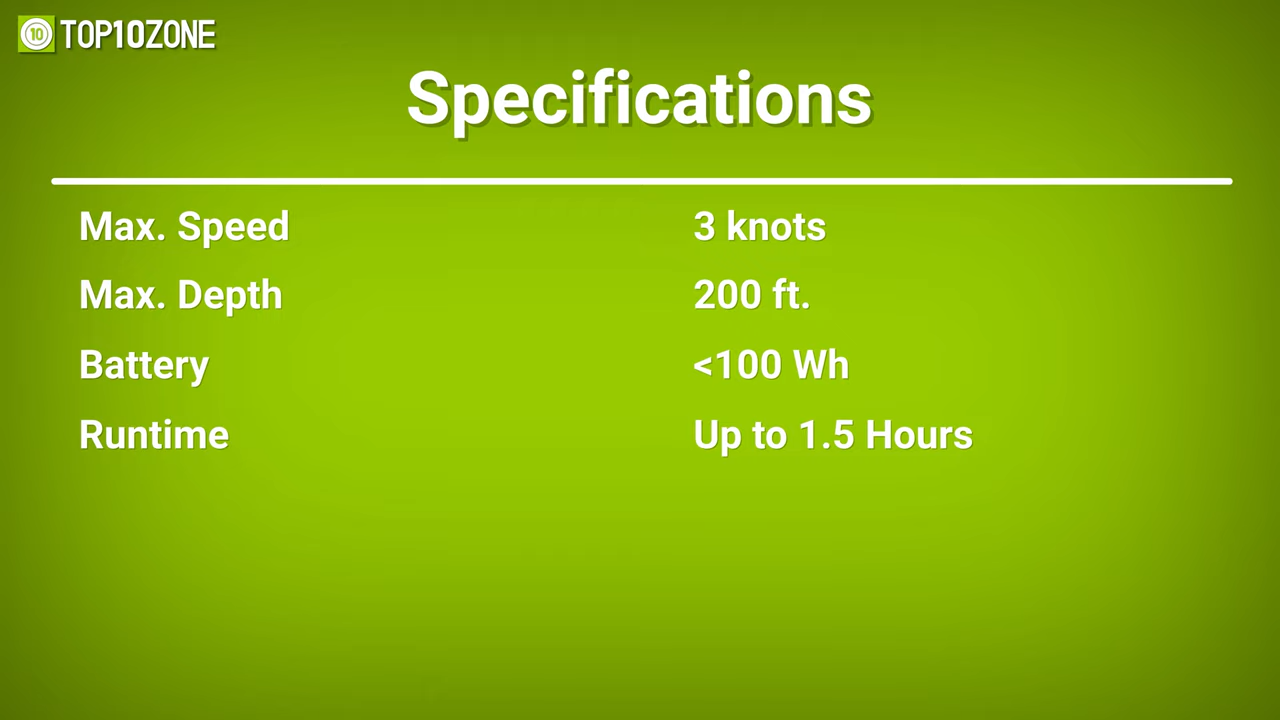 TOP10ZONE
Specifications
Max. Speed 3 knots
Max. Depth 200 ft.
Battery <100 Wh
Runtime Up to 1.5 Hours